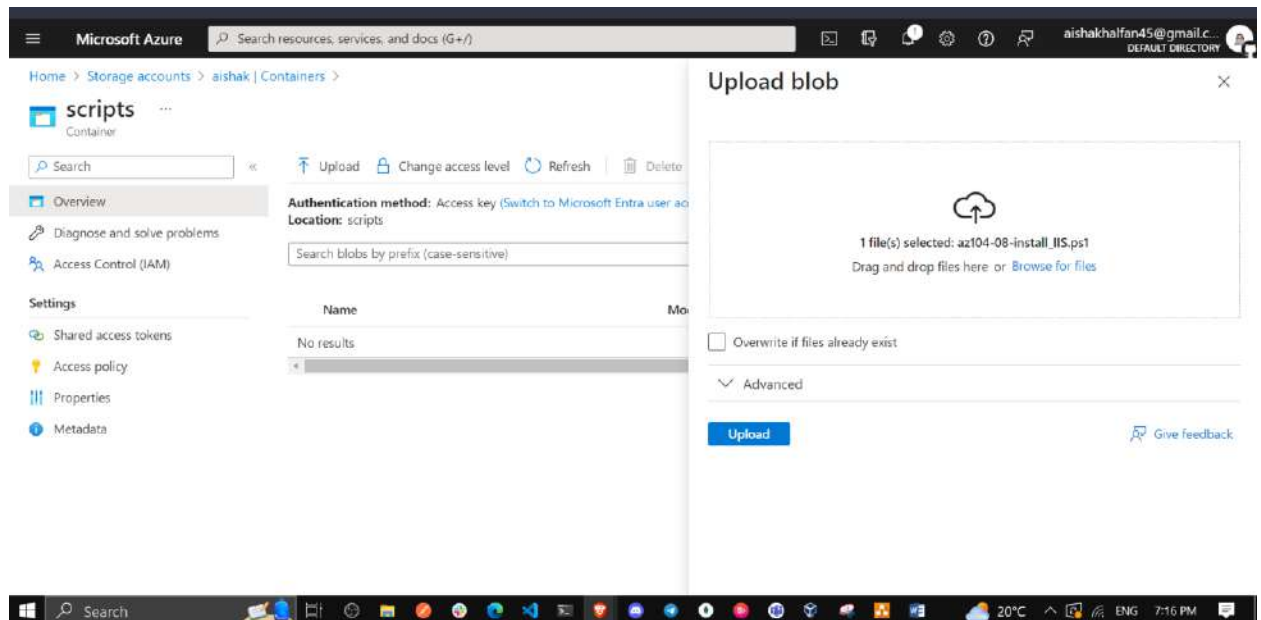 Microsoft Azure
Search resources, services, and docs (G+/)
aishakhalfan45@gmail.c...
DEFAULT DIRECTORY
Home > Storage accounts > aishak | Containers >
scripts ...
Container
Search
Overview
Diagnose and solve problems
Access Control (IAM)
Settings
Shared access tokens
Access policy
Properties
Metadata
Upload Change access level Refresh Delete
Authentication method: Access key (Switch to Microsoft Entra user ac
Location: scripts
Search blobs by prefix (case-sensitive)
Name Mo
No results
Upload blob
1 file(s) selected: az104-08-install_IIS.ps1
Drag and drop files here or Browse for files
Overwrite if files already exist
Advanced
Upload
Give feedback
Search
20°C ENG 7:16 PM